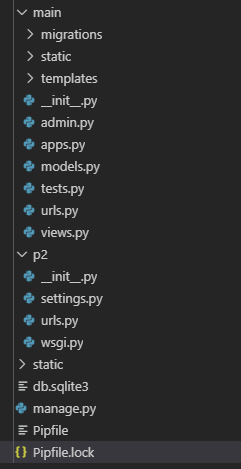 main
migrations
static
templates
__init__.py
admin.py
apps.py
models.py
tests.py
urls.py
views.py
p2
__init__.py
settings.py
urls.py
wsgi.py
static
db.sqlite3
manage.py
Pipfile
{} Pipfile.lock